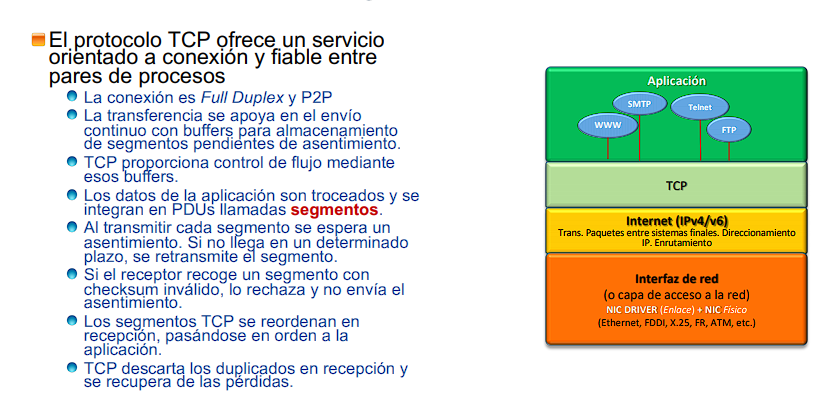 El protocolo TCP ofrece un servicio
orientado a conexión y fiable entre
pares de procesos
La conexión es Full Duplex y P2P
La transferencia se apoya en el envío
continuo con buffers para almacenamiento
de segmentos pendientes de asentimiento.
TCP proporciona control de flujo mediante
esos buffers.
Los datos de la aplicación son troceados y se
integran en PDUs llamadas segmentos.
Al transmitir cada segmento se espera un
asentimiento. Si no llega en un determinado
plazo, se retransmite el segmento.
Si el receptor recoge un segmento con
checksum inválido, lo rechaza y no envía el
asentimiento.
Los segmentos TCP se reordenan en
recepción, pasándose en orden a la
aplicación.
TCP descarta los duplicados en recepción y
se recupera de las pérdidas.
Aplicación
SMTP
Telnet
WWW
FTP
TCP
Internet (IPv4/v6)
Trans. Paquetes entre sistemas finales. Direccionamiento
IP. Enrutamiento
Interfaz de red
(o capa de acceso a la red)
NIC DRIVER (Enlace) + NIC Físico
(Ethernet, FDDI, X.25, FR, ATM, etc.)